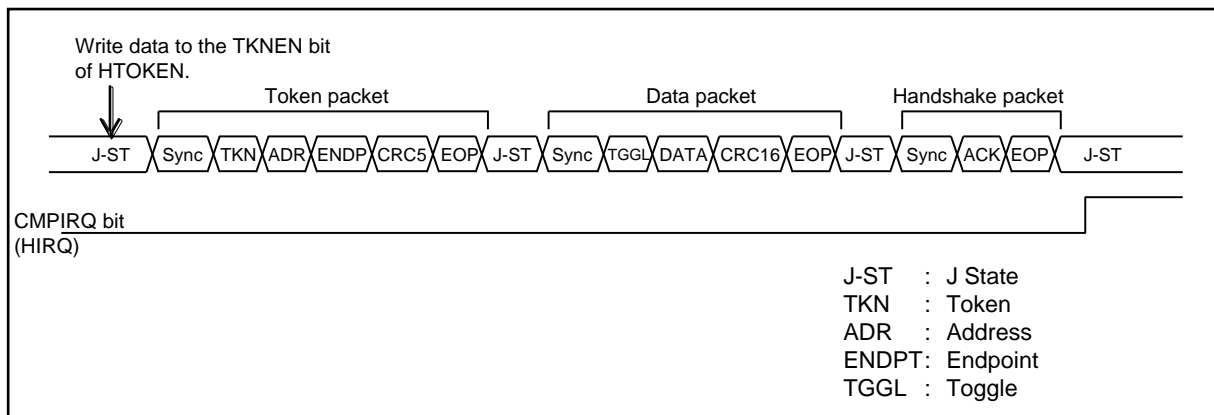 Write data to the TKNEN bit
of HTOKEN.
Token packet Data packet Handshake packet
J-ST Sync TKN ADR ENDP CRC5 EOP J-ST Sync TGGL DATA CRC16 EOP J-ST Sync ACK EOP J-ST
CMPIRQ bit
(HIRQ)
J-ST : J State
TKN : Token
ADR : Address
ENDPT: Endpoint
TGGL : Toggle